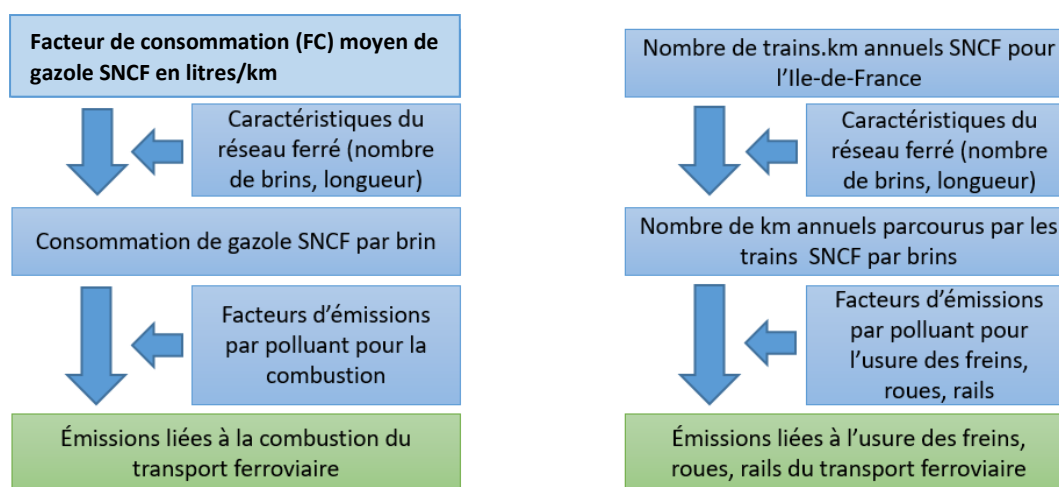 Facteur de consommation (FC) moyen de
gazole SNCF en litres/km
Caractéristiques du
réseau ferré (nombre
de brins, longueur)
Consommation de gazole SNCF par brin
Facteurs d’émissions
par polluant pour la
combustion
Émissions liées à la combustion du
transport ferroviaire
Nombre de trains.km annuels SNCF pour
l’Ile-de-France
Caractéristiques du
réseau ferré (nombre
de brins, longueur)
Nombre de km annuels parcourus par les
trains SNCF par brins
Facteurs d’émissions
par polluant pour
l’usure des freins,
roues, rails
Émissions liées à l’usure des freins,
roues, rails du transport ferroviaire